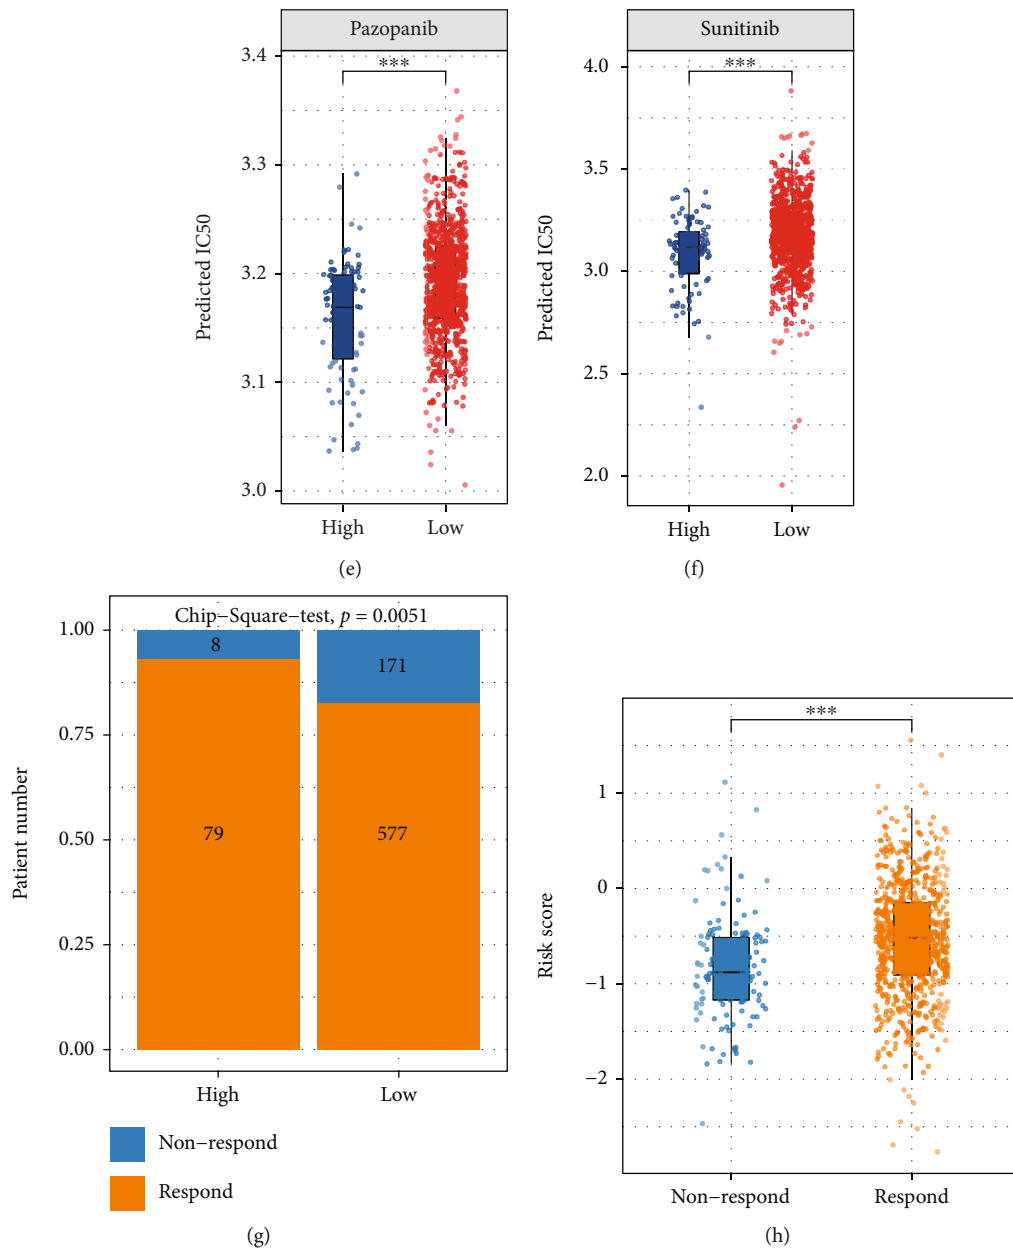 Pazopanib
***
3.4
3.3
3.2
3.1
3.0
Predicted IC50
High
Low
(e)
Sunitinib
***
4.0
3.5
3.0
2.5
2.0
Predicted IC50
High
Low
(f)
Chip−Square−test, p = 0.0051
1.00
0.75
0.50
0.25
0.00
Patient number
8
171
79
577
High
Low
Non−respond
Respond
(g)
***
1
0
−1
−2
Risk score
Non−respond
Respond
(h)